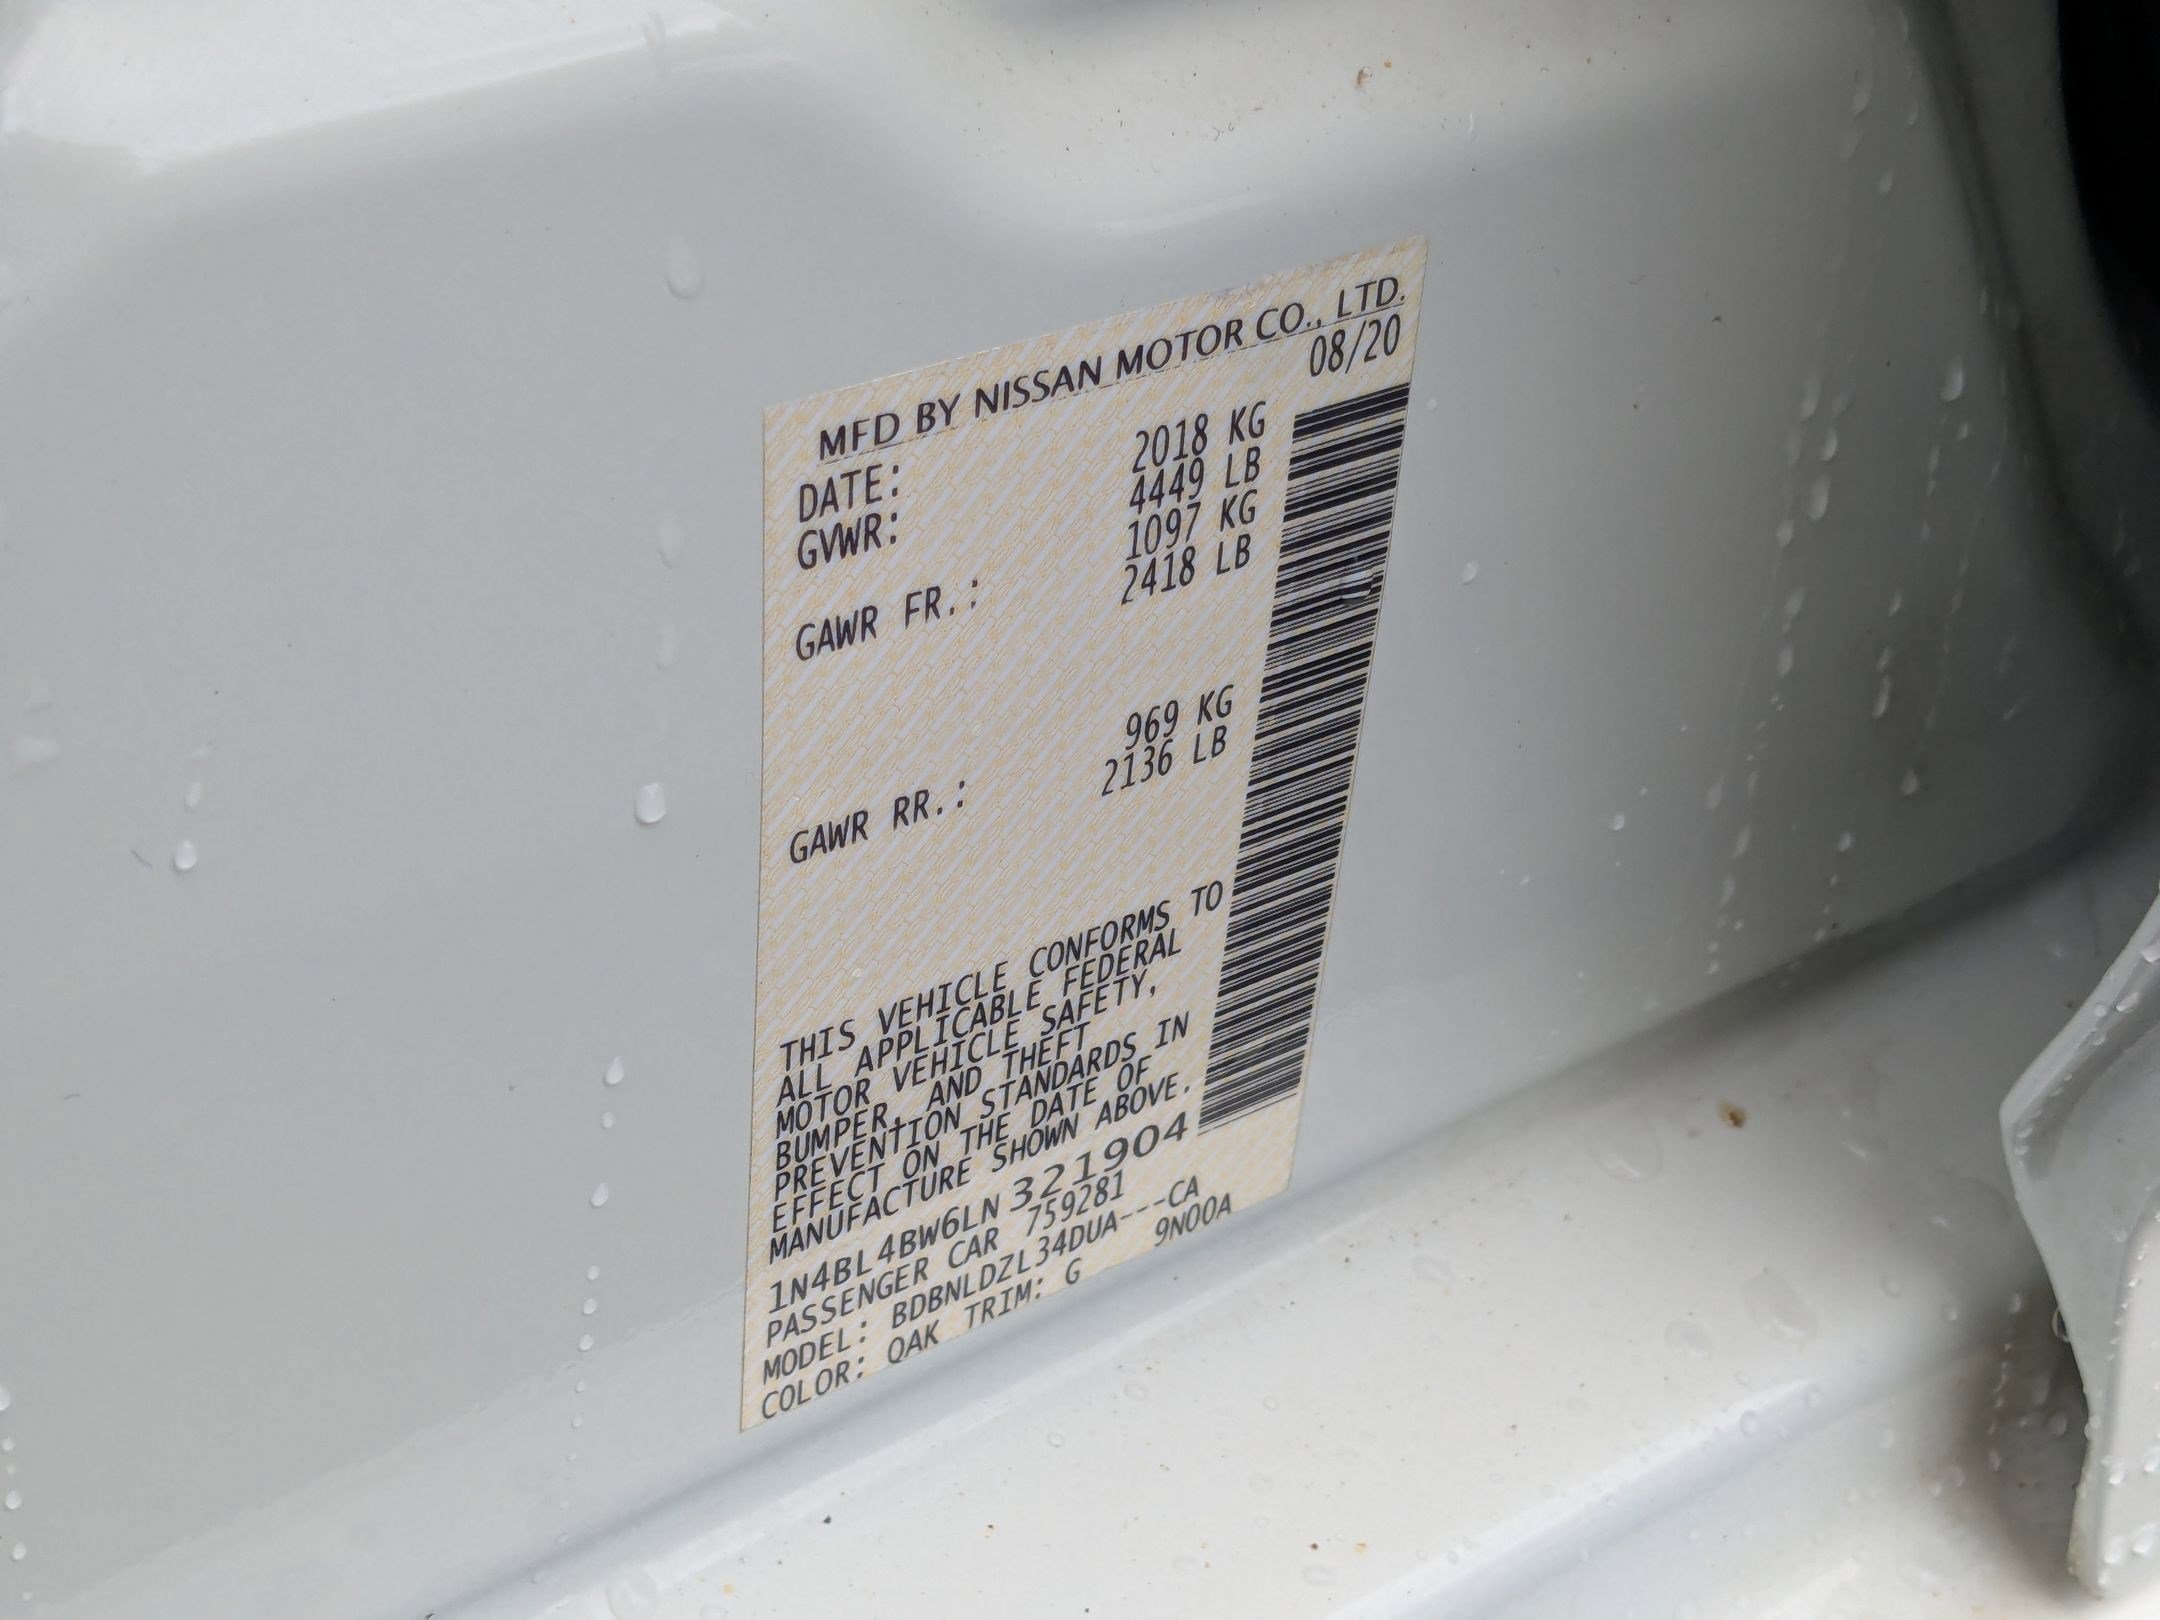 MFD BY NISSAN MOTOR CO., LTD.
DATE: 08/20
GVWR: 2018 KG
4449 LB
GAWR FR.: 1097 KG
2418 LB
GAWR RR.: 969 KG
2136 LB
THIS VEHICLE CONFORMS TO
ALL APPLICABLE FEDERAL
MOTOR VEHICLE SAFETY,
BUMPER, AND THEFT
PREVENTION STANDARDS IN
EFFECT ON THE DATE OF
MANUFACTURE SHOWN ABOVE.
1N4BL4BW6LN321904
PASSENGER CAR 759281
MODEL: BDBNLDZL34DUA---CA
COLOR: QAK TRIM: G 9N00A